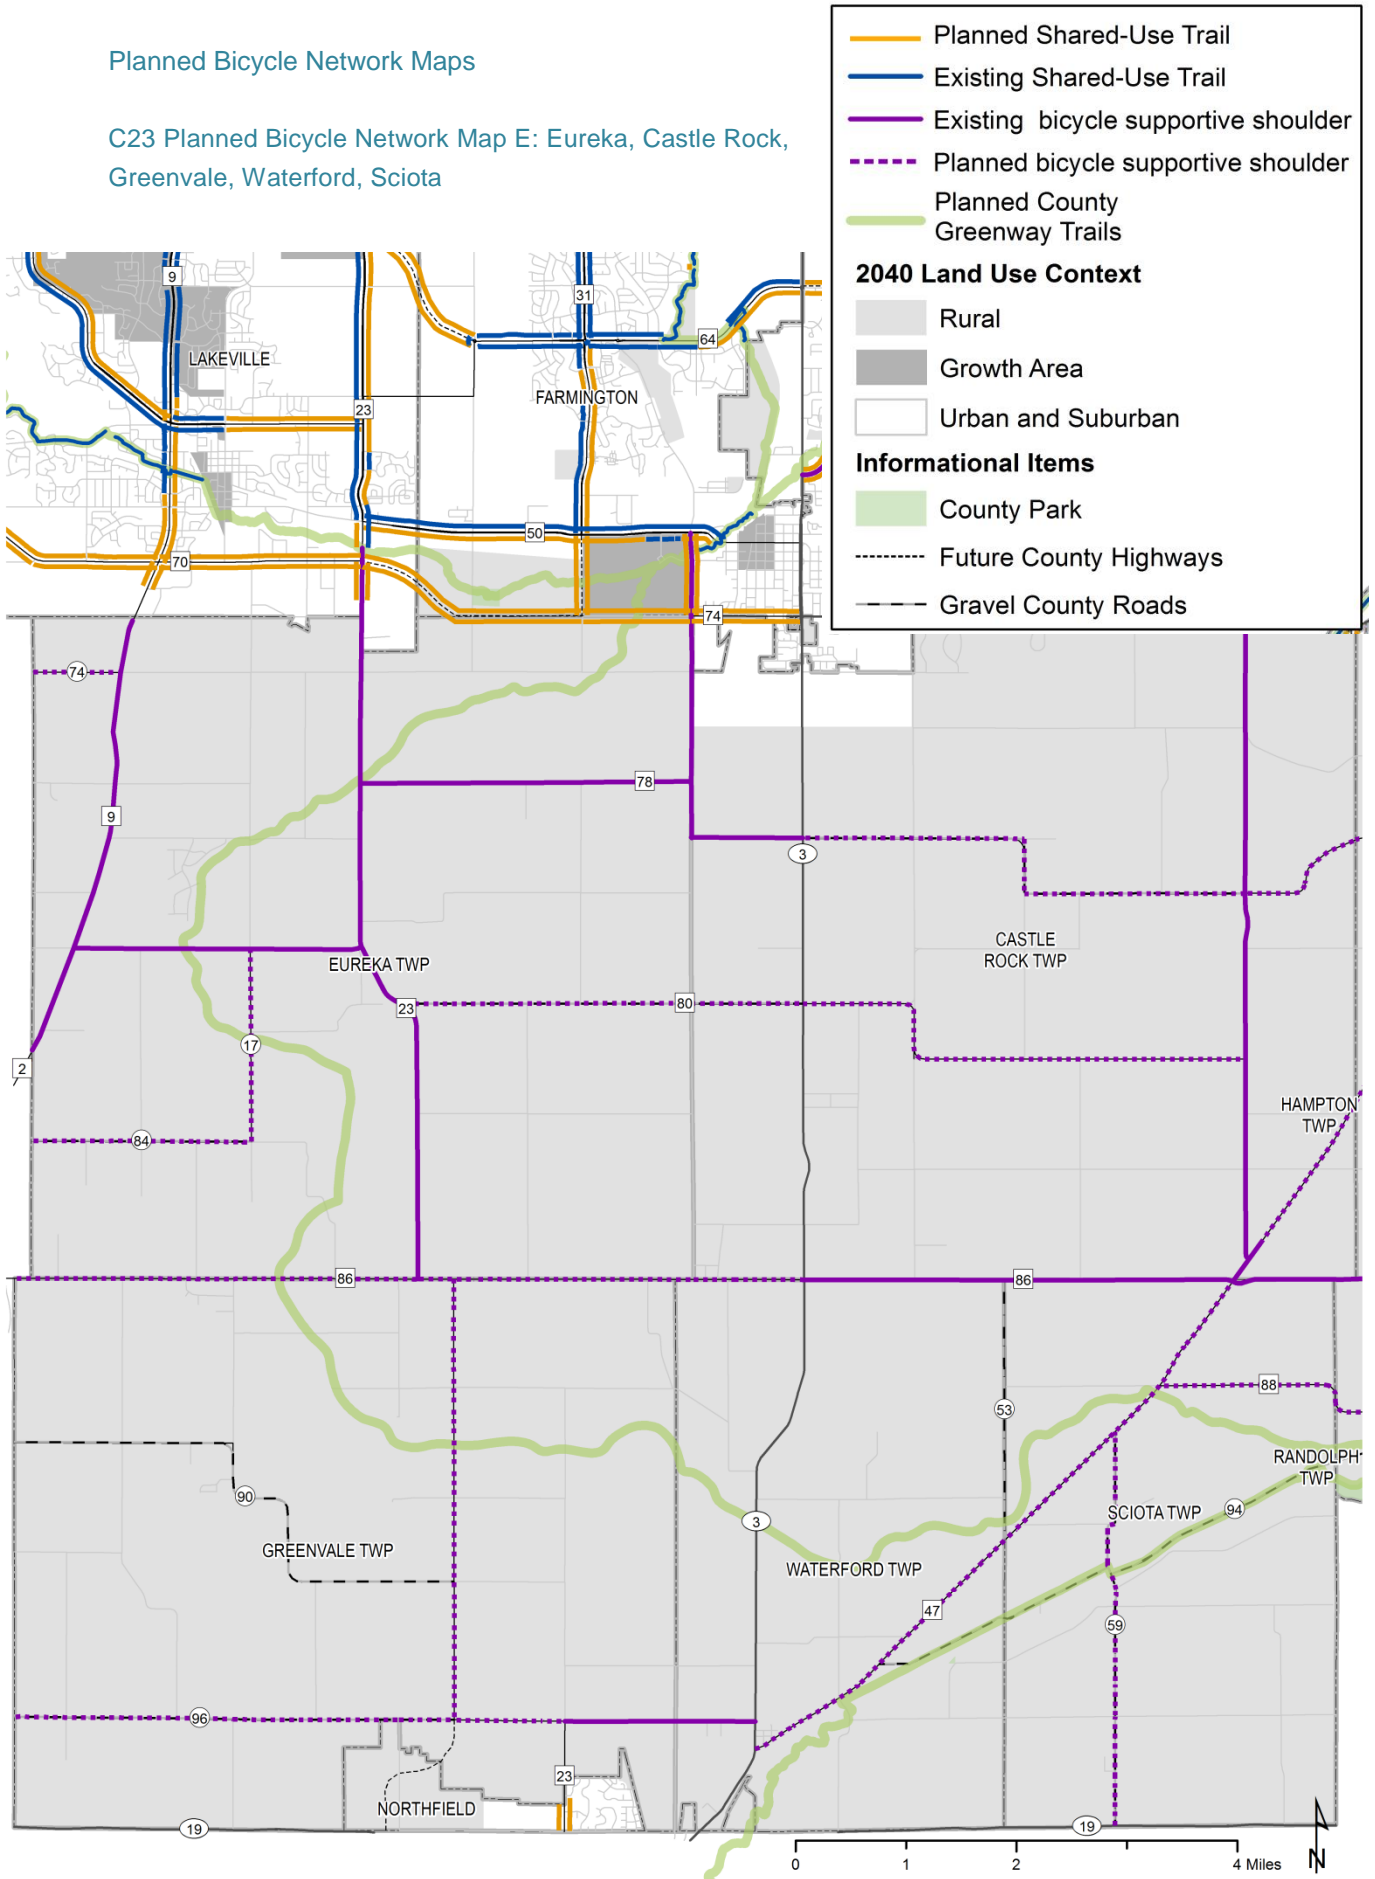 Planned Bicycle Network Maps
C23 Planned Bicycle Network Map E: Eureka, Castle Rock,
Greenvale, Waterford, Sciota
Planned Shared-Use Trail
Existing Shared-Use Trail
Existing bicycle supportive shoulder
Planned bicycle supportive shoulder
Planned County
Greenway Trails
2040 Land Use Context
Rural
Growth Area
Urban and Suburban
Informational Items
County Park
Future County Highways
Gravel County Roads
9
31
64
LAKEVILLE
FARMINGTON
23
50
70
74
74
78
9
3
CASTLE
ROCK TWP
EUREKA TWP
23
80
17
2
HAMPTON
TWP
84
86
86
88
53
RANDOLPH
TWP
90
94
SCIOTA TWP
3
GREENVALE TWP
WATERFORD TWP
47
59
96
23
NORTHFIELD
19
19
0 1 2 4 Miles
N